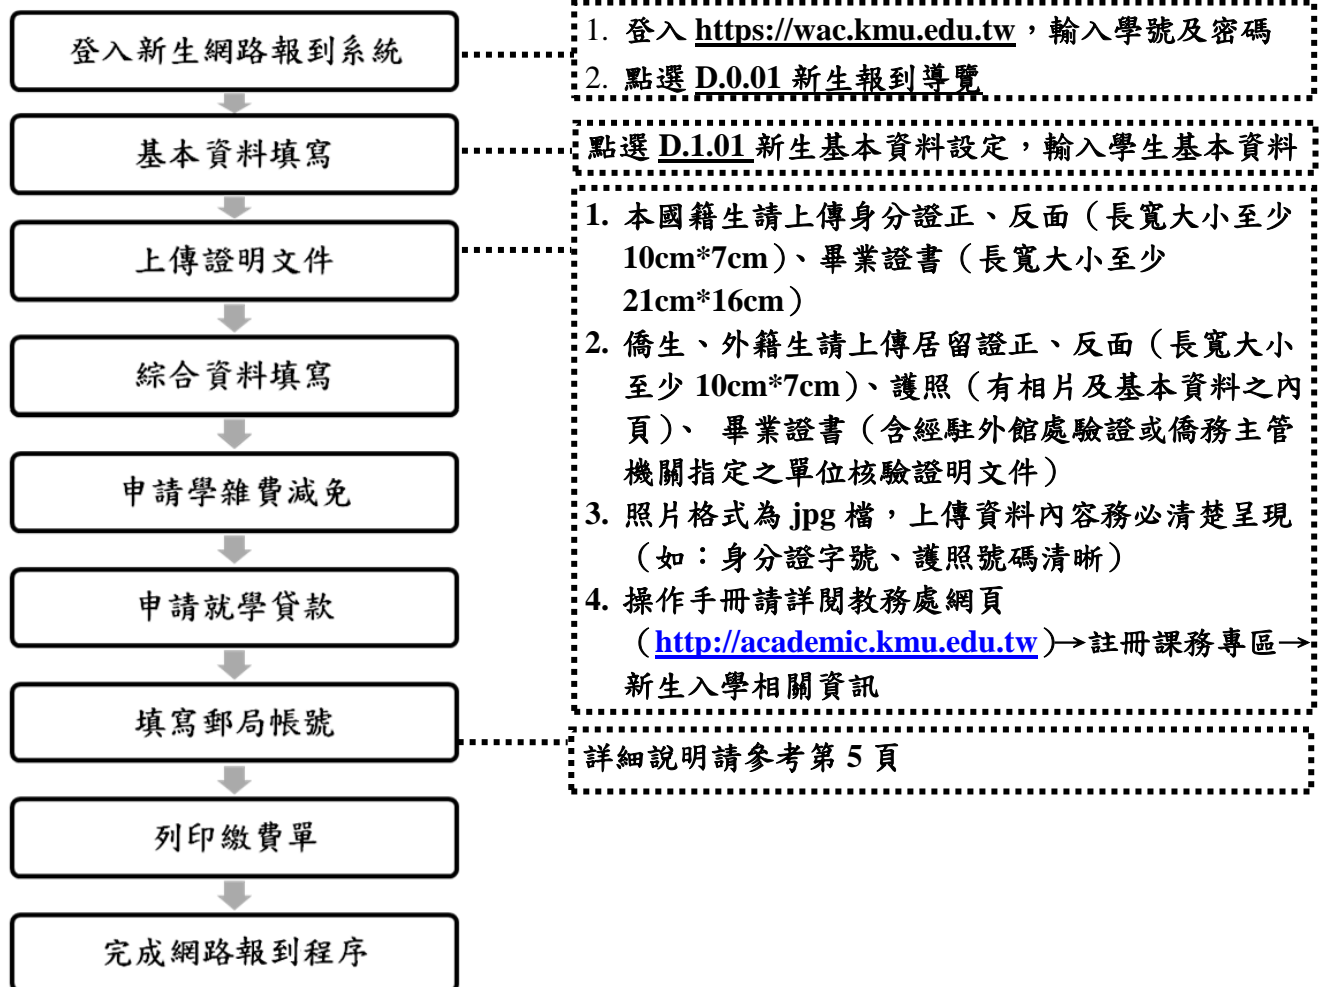 登入新生網路報到系統
1. 登入 https://wac.kmu.edu.tw，輸入學號及密碼
2. 點選 D.0.01 新生報到導覽
基本資料填寫
點選 D.1.01 新生基本資料設定，輸入學生基本資料
上傳證明文件
1. 本國籍生請上傳身分證正、反面（長寬大小至少
10cm*7cm）、畢業證書（長寬大小至少
21cm*16cm）
2. 僑生、外籍生請上傳居留證正、反面（長寬大小
至少 10cm*7cm）、護照（有相片及基本資料之內
頁）、 畢業證書（含經駐外館處驗證或僑務主管
機關指定之單位核驗證明文件）
3. 照片格式為 jpg 檔，上傳資料內容務必清楚呈現
（如：身分證字號、護照號碼清晰）
4. 操作手冊請詳閱教務處網頁
（http://academic.kmu.edu.tw）→註冊課務專區→
新生入學相關資訊
綜合資料填寫
申請學雜費減免
申請就學貸款
填寫郵局帳號
詳細說明請參考第 5 頁
列印繳費單
完成網路報到程序